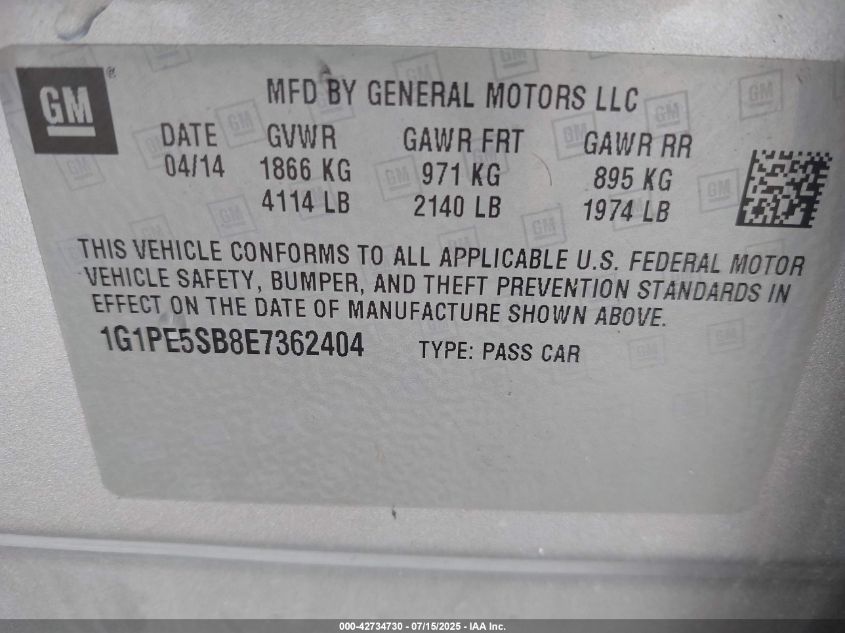 GM®
MFD BY GENERAL MOTORS LLC
DATE GVWR GAWR FRT GAWR RR
04/14 1866 KG 971 KG 895 KG
4114 LB 2140 LB 1974 LB
THIS VEHICLE CONFORMS TO ALL APPLICABLE U.S. FEDERAL MOTOR
VEHICLE SAFETY, BUMPER, AND THEFT PREVENTION STANDARDS IN
EFFECT ON THE DATE OF MANUFACTURE SHOWN ABOVE.
1G1PE5SB8E7362404 TYPE: PASS CAR
000-42734730 - 07/15/2025 - IAA Inc.